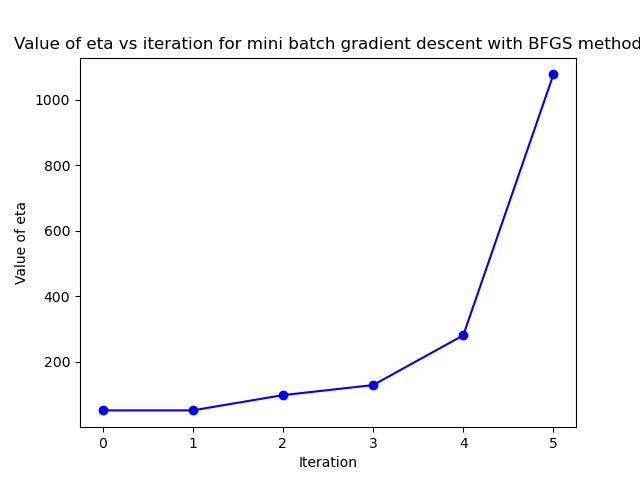 Value of eta vs iteration for mini batch gradient descent with BFGS method
1000
800
600
400
200
Value of eta
0 1 2 3 4 5
Iteration